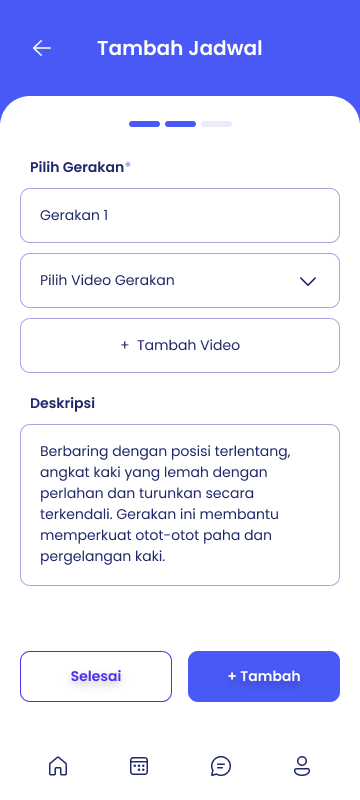 Tambah Jadwal
Pilih Gerakan*
Gerakan 1
Pilih Video Gerakan
+ Tambah Video
Deskripsi
Berbaring dengan posisi terlentang,
angkat kaki yang lemah dengan
perlahan dan turunkan secara
terkendali. Gerakan ini membantu
memperkuat otot-otot paha dan
pergelangan kaki.
Selesai
+ Tambah